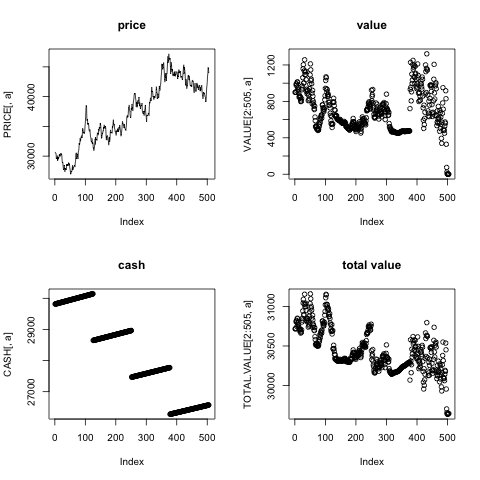 price
PRICE[, a]
30000
40000
0 100 200 300 400 500
Index
value
VALUE[2:505, a]
0 400 600 800 1200
0 100 200 300 400 500
Index
cash
CASH[, a]
27000 29000
0 100 200 300 400 500
Index
total value
TOTAL.VALUE[2:505, a]
30000 30500 31000
0 100 200 300 400 500
Index